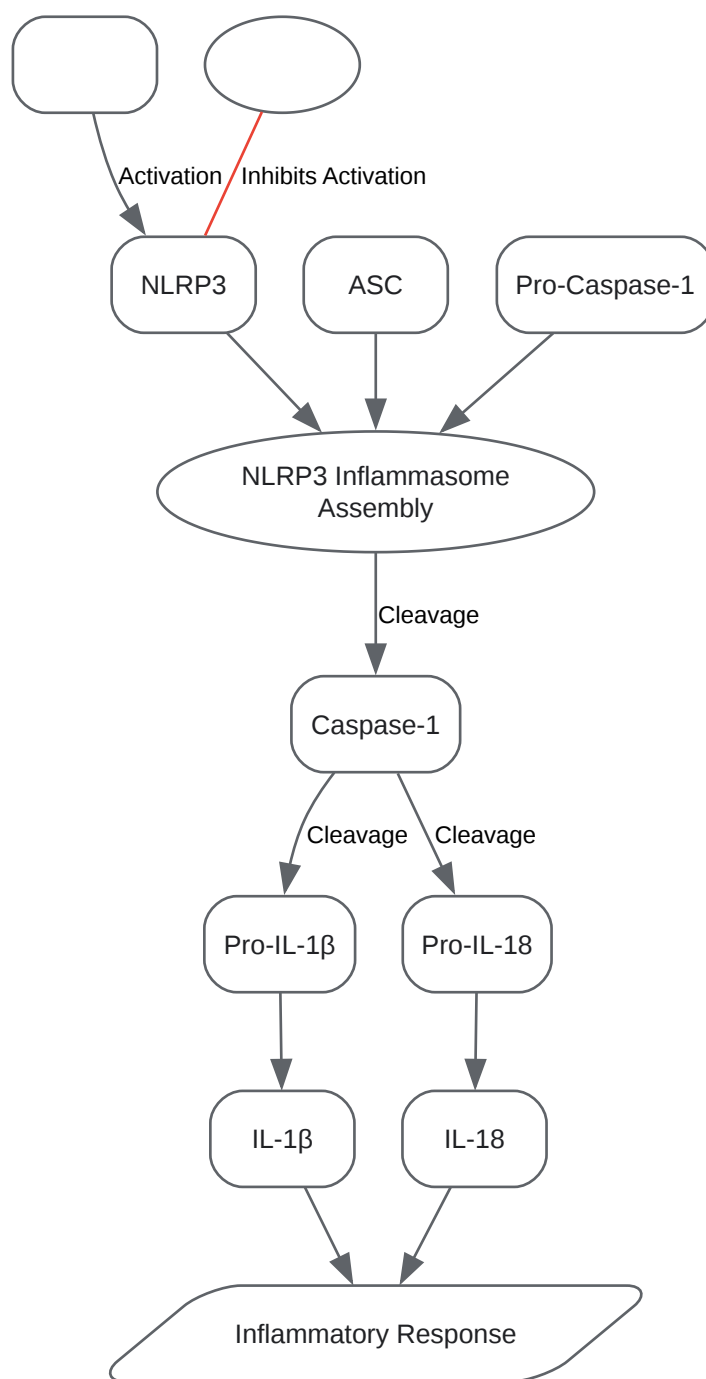 Activation
Inhibits Activation
NLRP3
ASC
Pro-Caspase-1
NLRP3 Inflammasome
Assembly
Cleavage
Caspase-1
Cleavage
Cleavage
Pro-IL-1β
Pro-IL-18
IL-1β
IL-18
Inflammatory Response